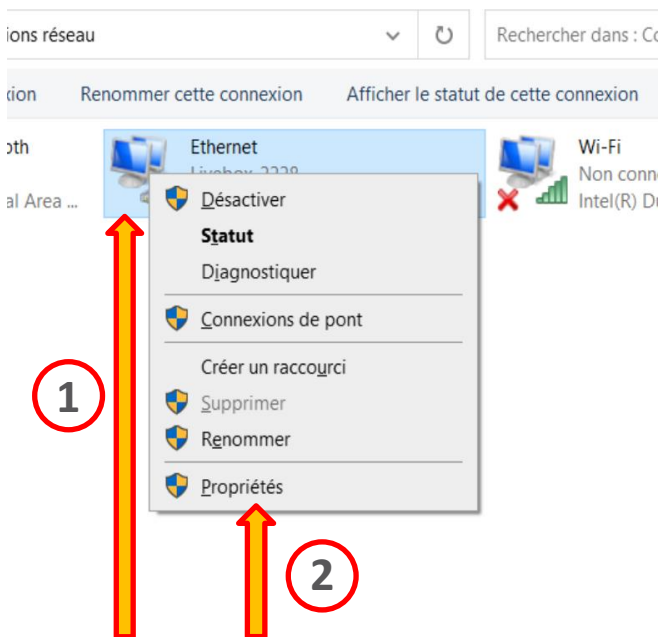 ions réseau
Rechercher dans : Co
xion Renommer cette connexion Afficher le statut de cette connexion
oth
al Area ...
Ethernet
Livebox-2228
Wi-Fi
Non conne
Intel(R) Du
Désactiver
Statut
Diagnostiquer
Connexions de pont
Créer un raccourci
Supprimer
Renommer
Propriétés
1
2